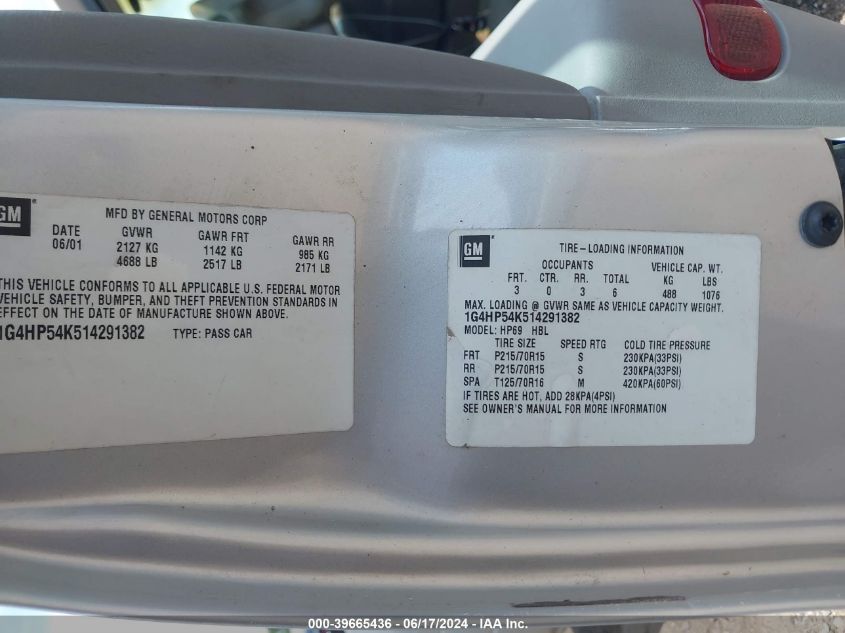 GM
MFD BY GENERAL MOTORS CORP
DATE GVWR GAWR FRT GAWR RR
06/01 2127 KG 1142 KG 985 KG
4688 LB 2517 LB 2171 LB
THIS VEHICLE CONFORMS TO ALL APPLICABLE U.S. FEDERAL MOTOR
VEHICLE SAFETY, BUMPER, AND THEFT PREVENTION STANDARDS IN
EFFECT ON THE DATE OF MANUFACTURE SHOWN ABOVE.
1G4HP54K514291382 TYPE: PASS CAR
GM
TIRE-LOADING INFORMATION
OCCUPANTS VEHICLE CAP. WT.
FRT. CTR. RR. TOTAL KG LBS
3 0 3 6 488 1076
MAX. LOADING @ GVWR SAME AS VEHICLE CAPACITY WEIGHT.
1G4HP54K514291382
MODEL: HP69 HBL
TIRE SIZE SPEED RTG COLD TIRE PRESSURE
FRT P215/70R15 S 230KPA(33PSI)
RR P215/70R15 S 230KPA(33PSI)
SPA T125/70R16 M 420KPA(60PSI)
IF TIRES ARE HOT, ADD 28KPA(4PSI)
SEE OWNER'S MANUAL FOR MORE INFORMATION
000-39665436 - 06/17/2024 - IAAI.com